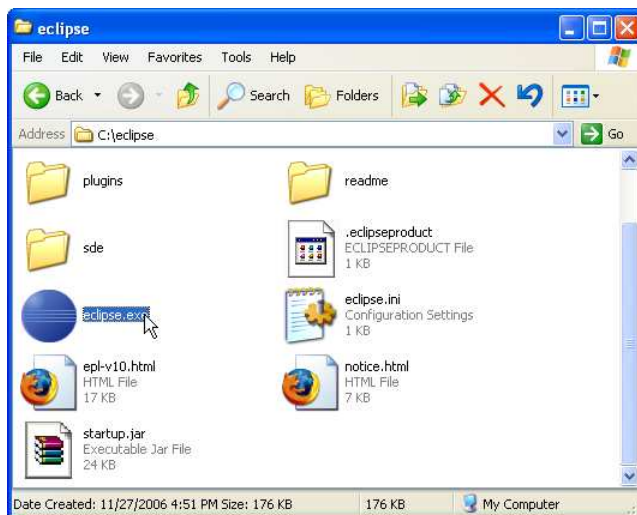 eclipse
File Edit View Favorites Tools Help
Back Search Folders
Address C:\eclipse Go
plugins
readme
sde
.eclipseproduct
ECLIPSEPRODUCT File
1 KB
eclipse.exe
eclipse.ini
Configuration Settings
1 KB
epl-v10.html
HTML File
17 KB
notice.html
HTML File
7 KB
startup.jar
Executable Jar File
24 KB
Date Created: 11/27/2006 4:51 PM Size: 176 KB 176 KB My Computer